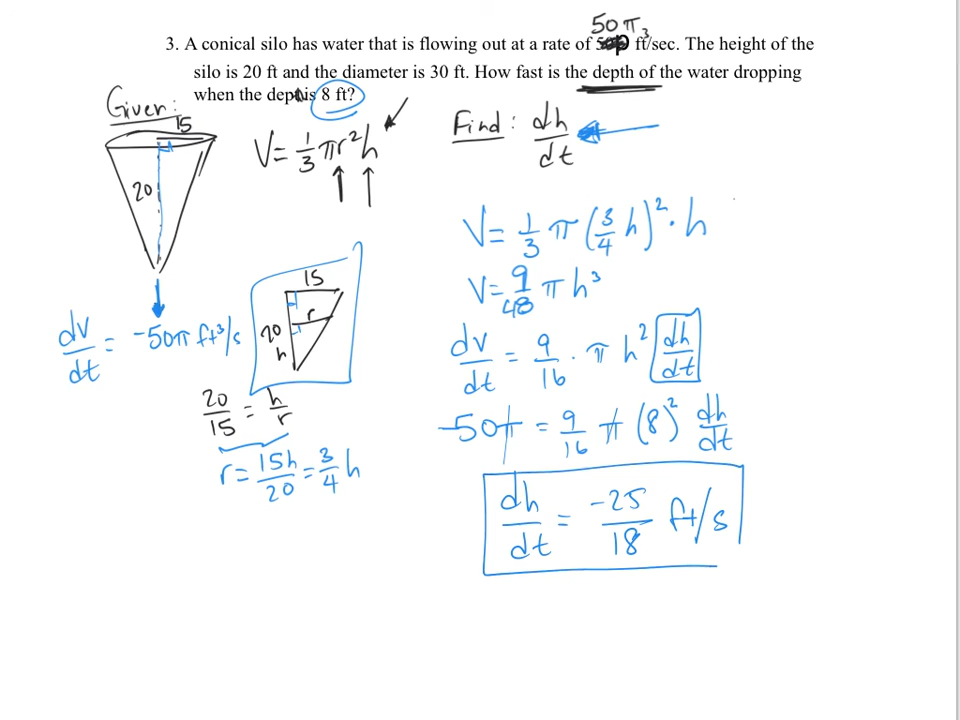 50π
3. A conical silo has water that is flowing out at a rate of ft³/sec. The height of the
silo is 20 ft and the diameter is 30 ft. How fast is the depth of the water dropping
when the depth is 8 ft?
Given:
15
20
V = 1/3 πr²h
Find: dh/dt
dv/dt = -50π ft³/s
15
r
20
h
20/15 = h/r
r = 15h/20 = 3/4 h
V = 1/3 π (3/4 h)² · h
V = 9/48 π h³
dv/dt = 9/16 · π h² dh/dt
-50π = 9/16 π (8)² dh/dt
dh/dt = -25/18 ft/s